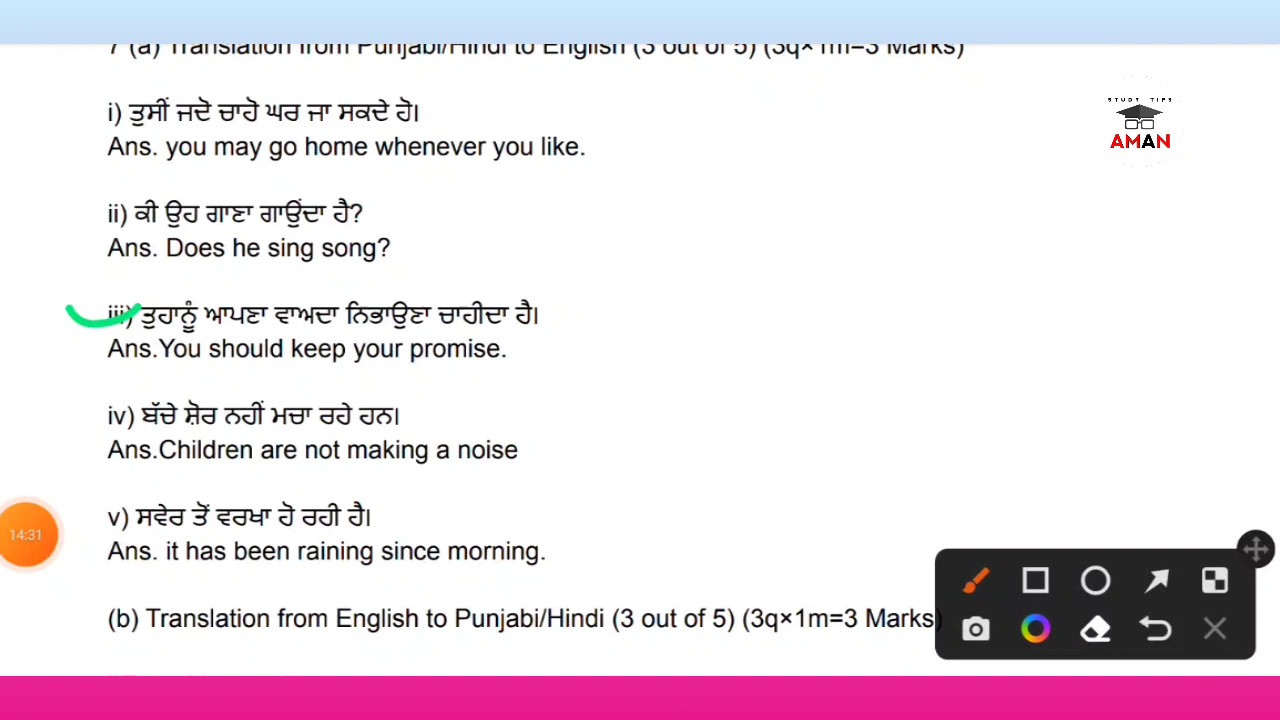 7 (a) Translation from Punjabi/Hindi to English (3 out of 5) (3q×1m=3 Marks)
STUDY TIPS
AMAN
i) ਤੁਸੀਂ ਜਦੋਂ ਚਾਹੋ ਘਰ ਜਾ ਸਕਦੇ ਹੋ।
Ans. you may go home whenever you like.
ii) ਕੀ ਉਹ ਗਾਣਾ ਗਾਉਂਦਾ ਹੈ?
Ans. Does he sing song?
iii) ਤੁਹਾਨੂੰ ਆਪਣਾ ਵਾਅਦਾ ਨਿਭਾਉਣਾ ਚਾਹੀਦਾ ਹੈ।
Ans.You should keep your promise.
iv) ਬੱਚੇ ਸ਼ੋਰ ਨਹੀਂ ਮਚਾ ਰਹੇ ਹਨ।
Ans.Children are not making a noise
v) ਸਵੇਰ ਤੋਂ ਵਰਖਾ ਹੋ ਰਹੀ ਹੈ।
14:31
Ans. it has been raining since morning.
(b) Translation from English to Punjabi/Hindi (3 out of 5) (3q×1m=3 Marks)